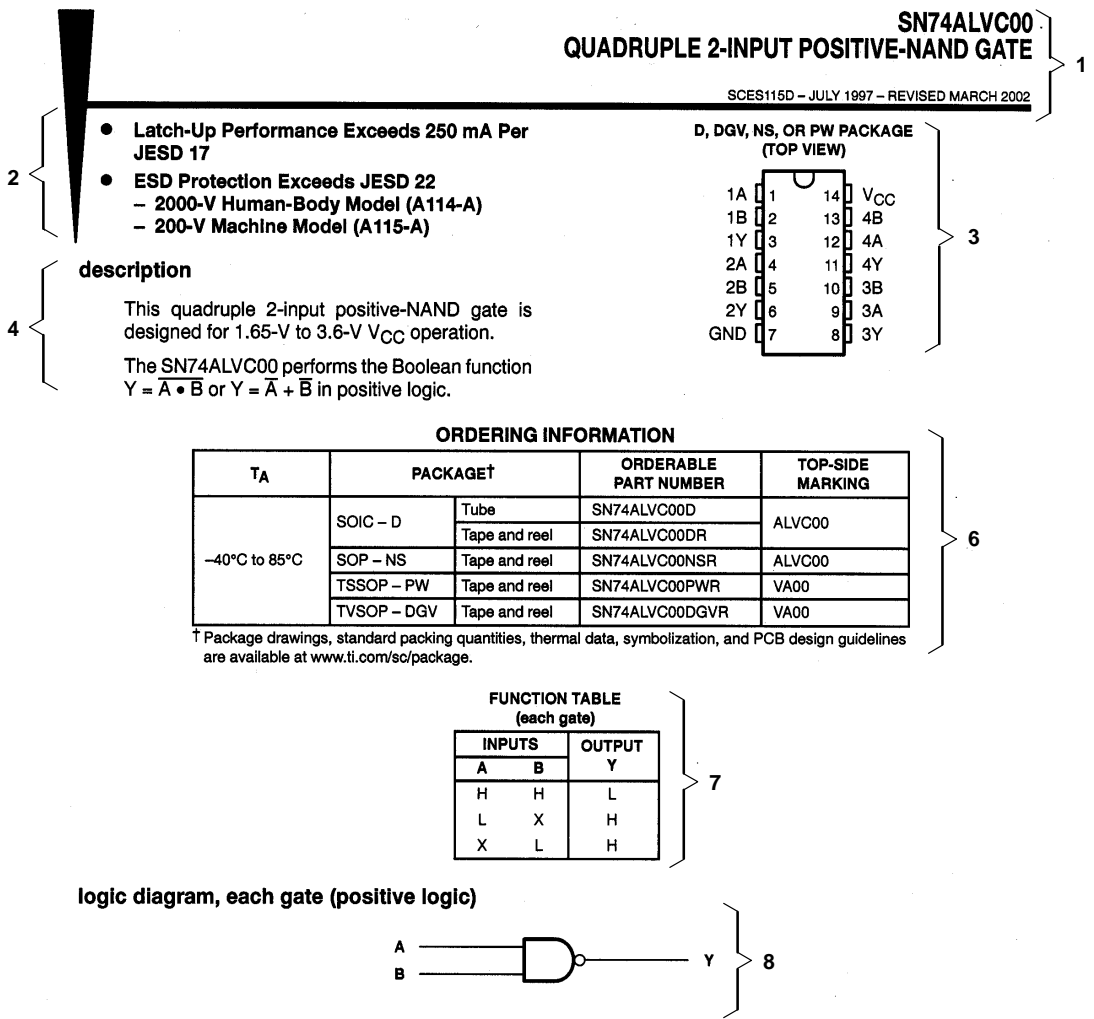 SN74ALVC00
QUADRUPLE 2-INPUT POSITIVE-NAND GATE
1
SCES115D – JULY 1997 – REVISED MARCH 2002
2
● Latch-Up Performance Exceeds 250 mA Per
JESD 17
● ESD Protection Exceeds JESD 22
– 2000-V Human-Body Model (A114-A)
– 200-V Machine Model (A115-A)
D, DGV, NS, OR PW PACKAGE
(TOP VIEW)
1A 1 14 VCC
1B 2 13 4B
1Y 3 12 4A
2A 4 11 4Y
2B 5 10 3B
2Y 6 9 3A
GND 7 8 3Y
3
4
description
This quadruple 2-input positive-NAND gate is
designed for 1.65-V to 3.6-V VCC operation.
The SN74ALVC00 performs the Boolean function
Y = A̅ ̅•̅ ̅B̅ or Y = A̅ + B̅ in positive logic.
ORDERING INFORMATION
TA PACKAGE† ORDERABLE PART NUMBER TOP-SIDE MARKING
–40°C to 85°C SOIC – D Tube SN74ALVC00D ALVC00
Tape and reel SN74ALVC00DR
SOP – NS Tape and reel SN74ALVC00NSR ALVC00
TSSOP – PW Tape and reel SN74ALVC00PWR VA00
TVSOP – DGV Tape and reel SN74ALVC00DGVR VA00
† Package drawings, standard packing quantities, thermal data, symbolization, and PCB design guidelines
are available at www.ti.com/sc/package.
6
FUNCTION TABLE
(each gate)
INPUTS OUTPUT
A B Y
H H L
L X H
X L H
7
logic diagram, each gate (positive logic)
A
B
Y
8